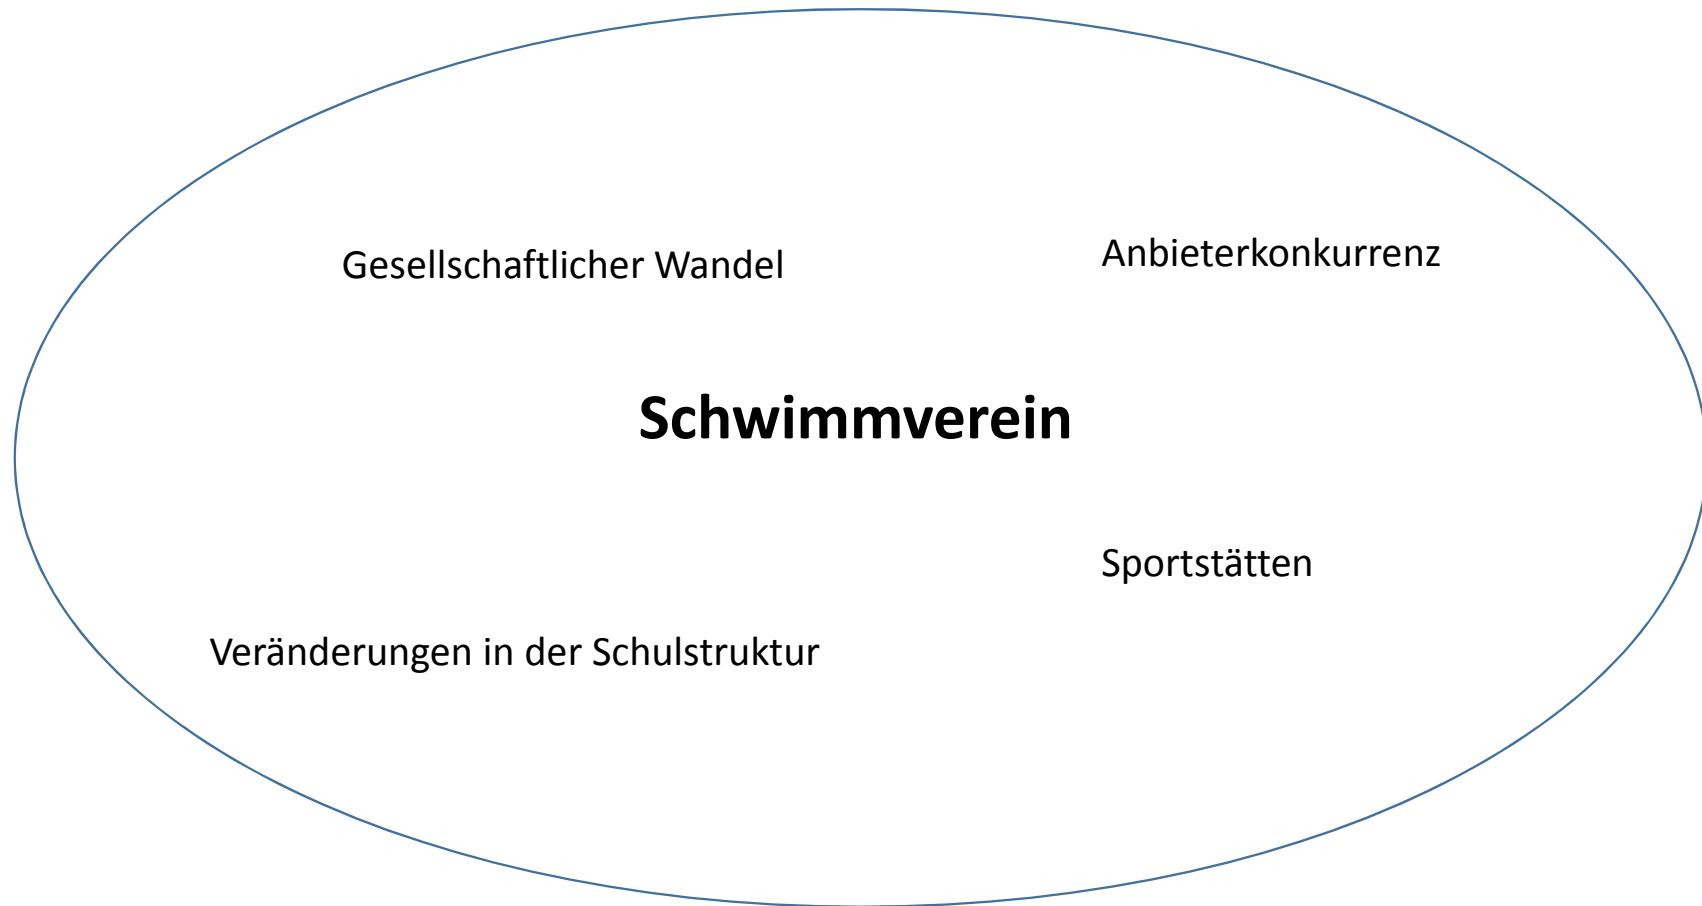 Gesellschaftlicher Wandel
Anbieterkonkurrenz
Schwimmverein
Sportstätten
Veränderungen in der Schulstruktur